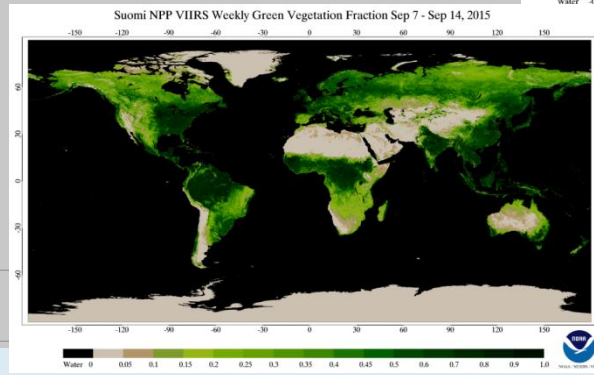 Water
Suomi NPP VIIRS Weekly Green Vegetation Fraction Sep 7 - Sep 14, 2015
-150 -120 -90 -60 -30 0 30 60 90 120 150
60
30
0
-30
-60
-150 -120 -90 -60 -30 0 30 60 90 120 150
Water 0 0.05 0.1 0.15 0.2 0.25 0.3 0.35 0.4 0.45 0.5 0.6 0.7 0.8 0.9 1.0
NOAA